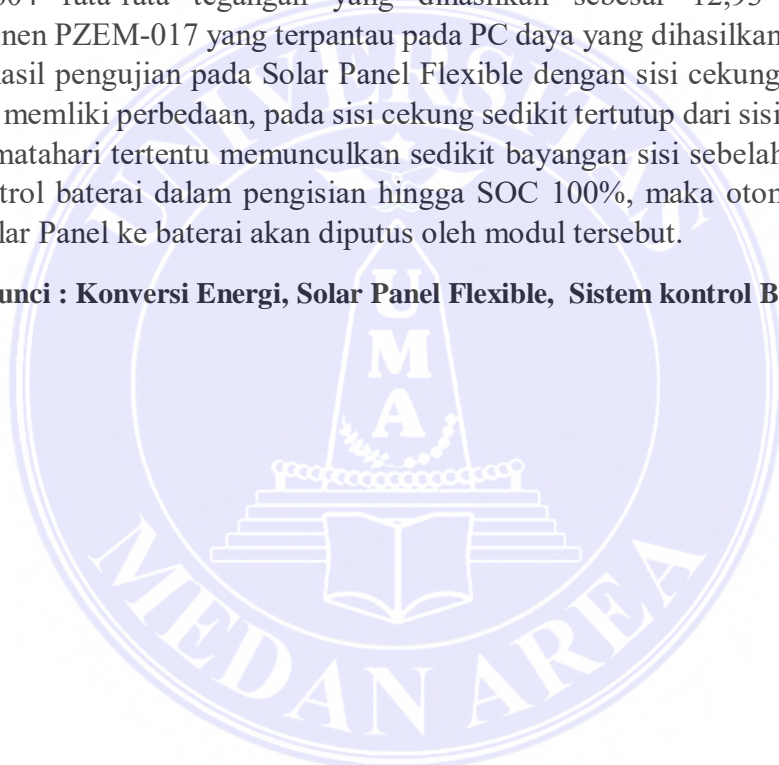 rata-rata tegangan yang dihasilkan sebesar 12,93
nen PZEM-017 yang terpantau pada PC daya yang dihasilkan
asil pengujian pada Solar Panel Flexible dengan sisi cekung
memliki perbedaan, pada sisi cekung sedikit tertutup dari sisi
matahari tertentu memunculkan sedikit bayangan sisi sebelah
trol baterai dalam pengisian hingga SOC 100%, maka oton
lar Panel ke baterai akan diputus oleh modul tersebut.
unci : Konversi Energi, Solar Panel Flexible, Sistem kontrol B
UNIVERSITAS
U
M
A
MEDAN AREA